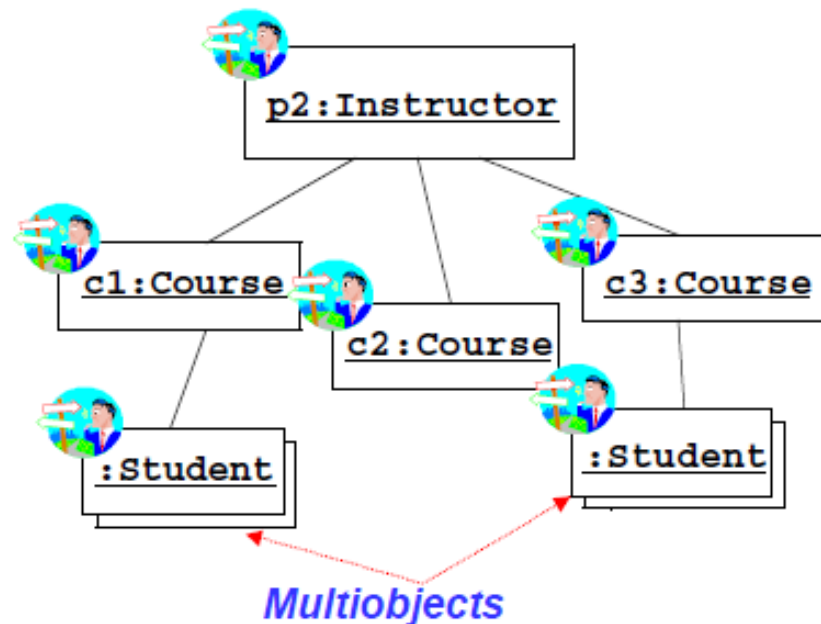 p2:Instructor
c1:Course
c3:Course
c2:Course
:Student
:Student
Multiobjects